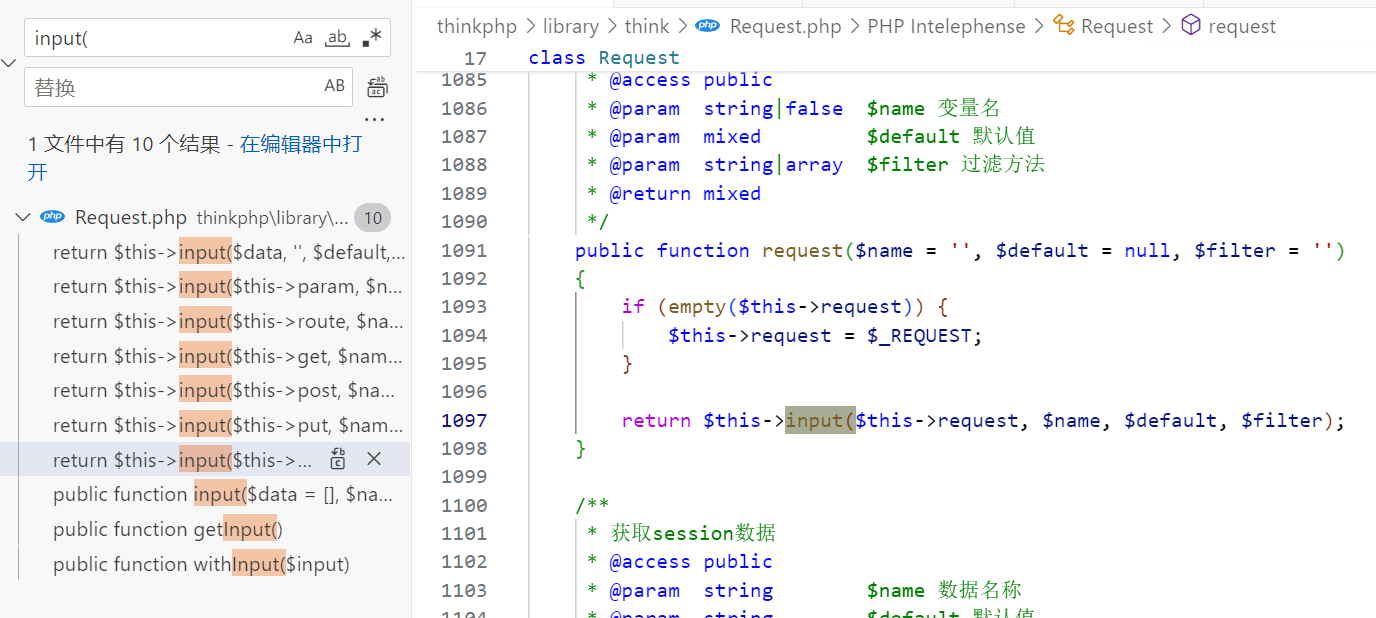 input(
Aa ab .*
替换
AB
...
1 文件中有 10 个结果 - 在编辑器中打
开
php Request.php thinkphp\library\... 10
return $this->input($data, '', $default,...
return $this->input($this->param, $n...
return $this->input($this->route, $na...
return $this->input($this->get, $nam...
return $this->input($this->post, $na...
return $this->input($this->put, $nam...
return $this->input($this->...
public function input($data = [], $na...
public function getInput()
public function withInput($input)
thinkphp > library > think > php Request.php > PHP Intelephense > Request > request
17 class Request
1085 * @access public
1086 * @param string|false $name 变量名
1087 * @param mixed $default 默认值
1088 * @param string|array $filter 过滤方法
1089 * @return mixed
1090 */
1091 public function request($name = '', $default = null, $filter = '')
1092 {
1093 if (empty($this->request)) {
1094 $this->request = $_REQUEST;
1095 }
1096
1097 return $this->input($this->request, $name, $default, $filter);
1098 }
1099
1100 /**
1101 * 获取session数据
1102 * @access public
1103 * @param string $name 数据名称
1104 * @param string $default 默认值